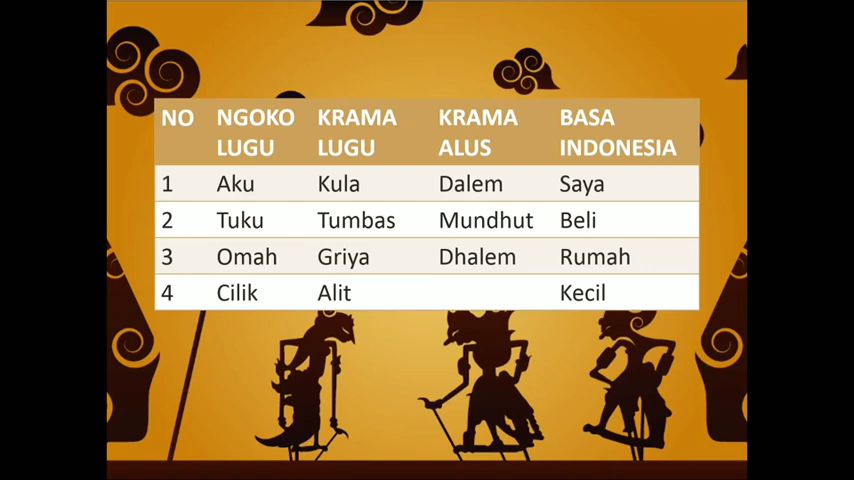 NO NGOKO LUGU KRAMA LUGU KRAMA ALUS BASA INDONESIA
1 Aku Kula Dalem Saya
2 Tuku Tumbas Mundhut Beli
3 Omah Griya Dhalem Rumah
4 Cilik Alit Kecil